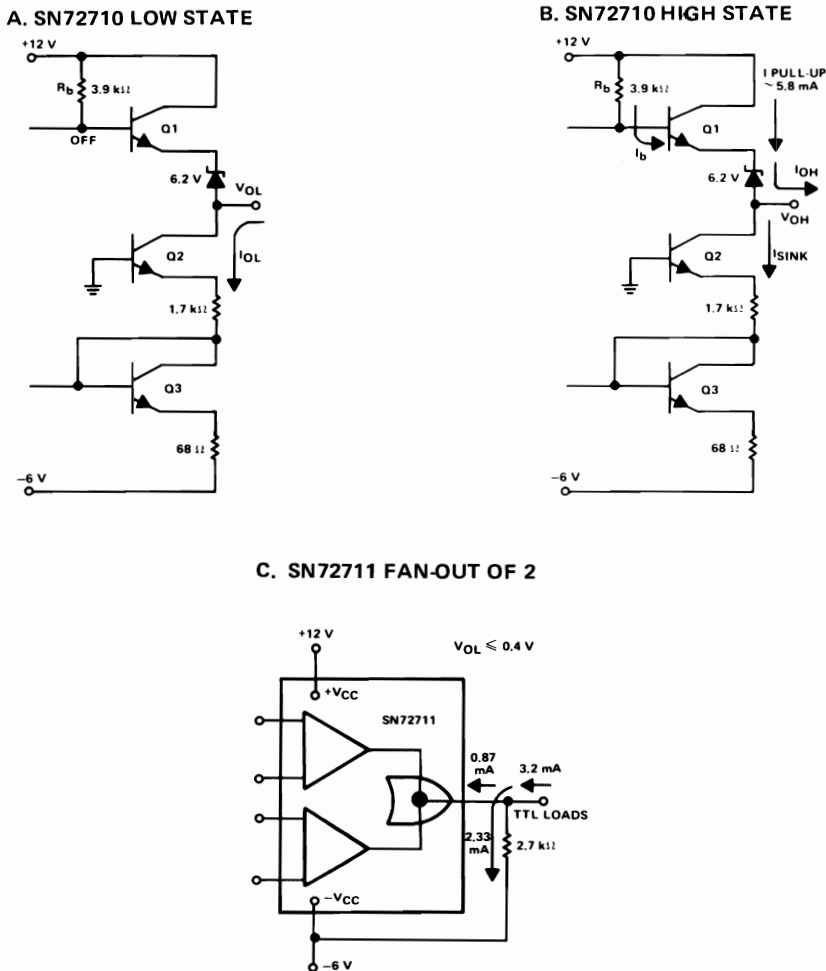 A. SN72710 LOW STATE
+12 V
Rb 3.9 kΩ
OFF
Q1
6.2 V
VOL
Q2
IOL
1.7 kΩ
Q3
68 Ω
−6 V
B. SN72710 HIGH STATE
+12 V
I PULL-UP
~5.8 mA
Rb 3.9 kΩ
Q1
Ib
IOH
6.2 V
VOH
Q2
ISINK
1.7 kΩ
Q3
68 Ω
−6 V
C. SN72711 FAN-OUT OF 2
+12 V
VOL ⩽ 0.4 V
+VCC
SN72711
0.87
mA
3.2 mA
TTL LOADS
2.33
mA
2.7 kΩ
−VCC
−6 V